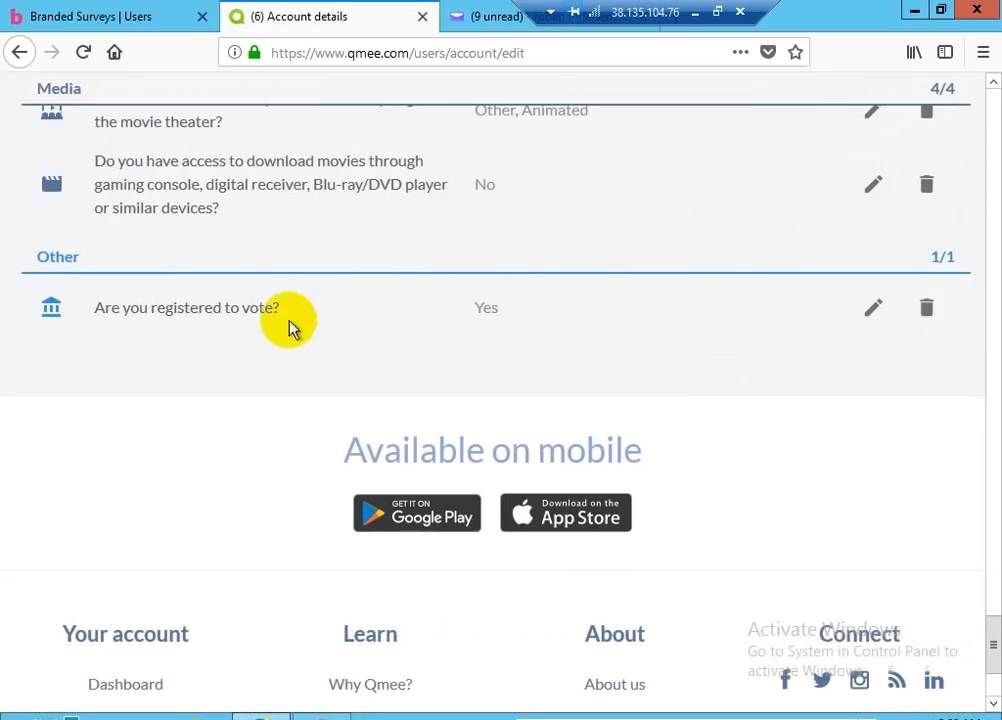 Branded Surveys | Users
(6) Account details
(9 unread)
38.135.104.76
https://www.qmee.com/users/account/edit
Media 4/4
the movie theater? Other, Animated
Do you have access to download movies through
gaming console, digital receiver, Blu-ray/DVD player No
or similar devices?
Other 1/1
Are you registered to vote? Yes
Available on mobile
GET IT ON
Google Play
Download on the
App Store
Your account Learn About Connect
Activate Windows
Go to System in Control Panel to
activate Windows.
Dashboard Why Qmee? About us